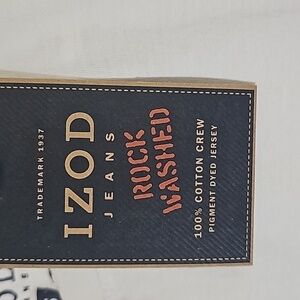 TRADEMARK 1937
IZOD
JEANS
ROCK
WASHED
100% COTTON CREW
PIGMENT DYED JERSEY